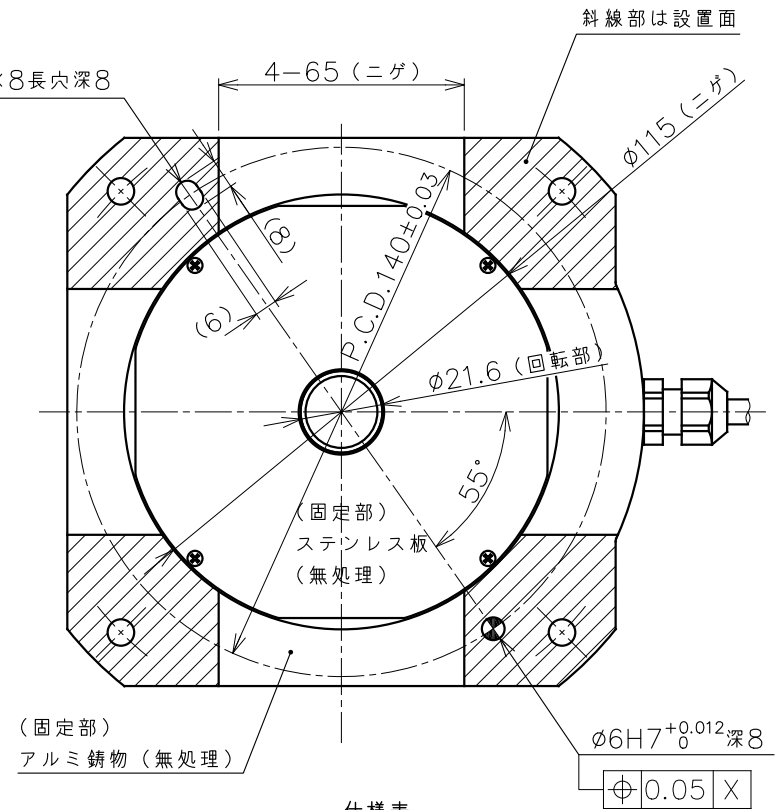 斜線部は設置面
4-65 (ニゲ)
×8長穴深8
φ115 (ニゲ)
P.C.D.140±0.03
(8)
(6)
φ21.6 (回転部)
55°
(固定部)
ステンレス板
(無処理)
(固定部)
アルミ鋳物 (無処理)
φ6H7 +0.012 0 深8
⌖ 0.05 X